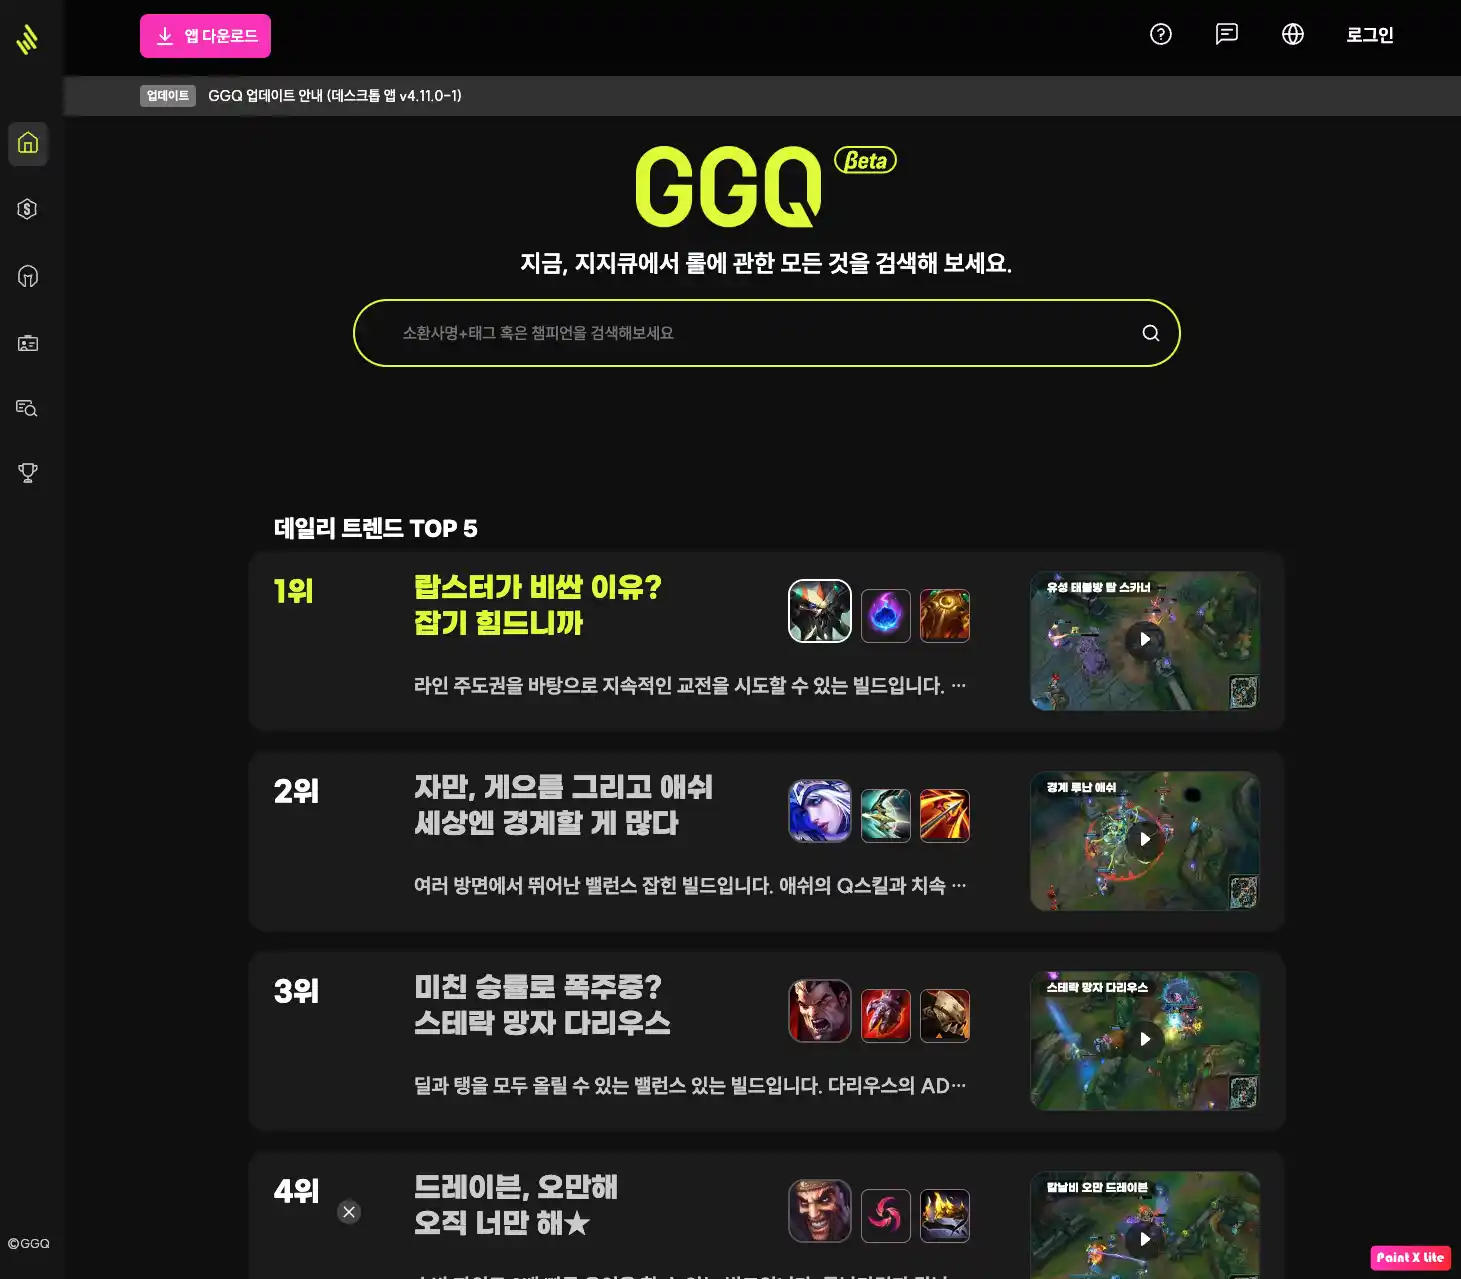 앱 다운로드
로그인
업데이트 GGQ 업데이트 안내 (데스크톱 앱 v4.11.0-1)
GGQ Beta
지금, 지지큐에서 롤에 관한 모든 것을 검색해 보세요.
소환사명+태그 혹은 챔피언을 검색해보세요
데일리 트렌드 TOP 5
1위
랍스터가 비싼 이유?
잡기 힘드니까
라인 주도권을 바탕으로 지속적인 교전을 시도할 수 있는 빌드입니다. ⋯
유성 태불방 탑 스카너
2위
자만, 게으름 그리고 애쉬
세상엔 경계할 게 많다
여러 방면에서 뛰어난 밸런스 잡힌 빌드입니다. 애쉬의 Q스킬과 치속 ⋯
경계 루난 애쉬
3위
미친 승률로 폭주중?
스테락 망자 다리우스
딜과 탱을 모두 올릴 수 있는 밸런스 있는 빌드입니다. 다리우스의 AD⋯
스테락 망자 다리우스
4위
드레이븐, 오만해
오직 너만 해★
칼날비 오만 드레이븐
©GGQ
Paint X Lite